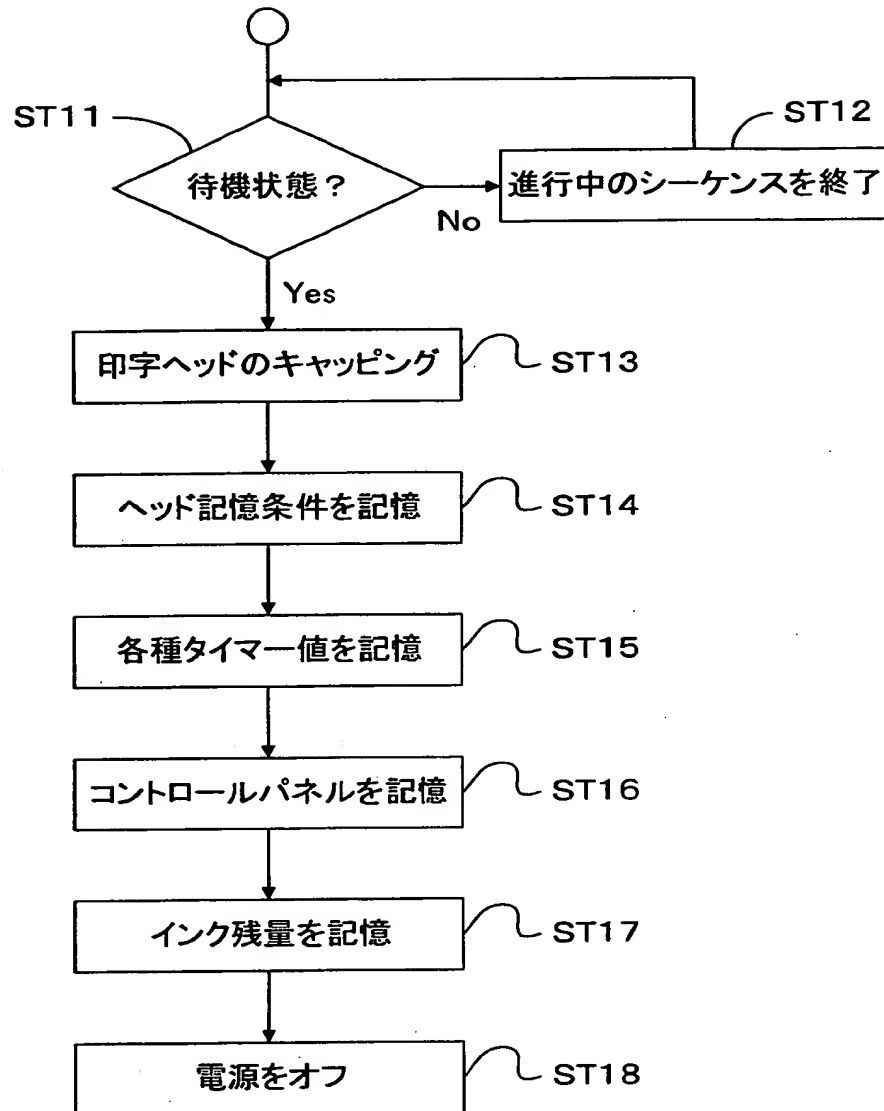 ST11
待機状態?
ST12
進行中のシーケンスを終了
No
Yes
印字ヘッドのキャッピング
ST13
ヘッド記憶条件を記憶
ST14
各種タイマー値を記憶
ST15
コントロールパネルを記憶
ST16
インク残量を記憶
ST17
電源をオフ
ST18